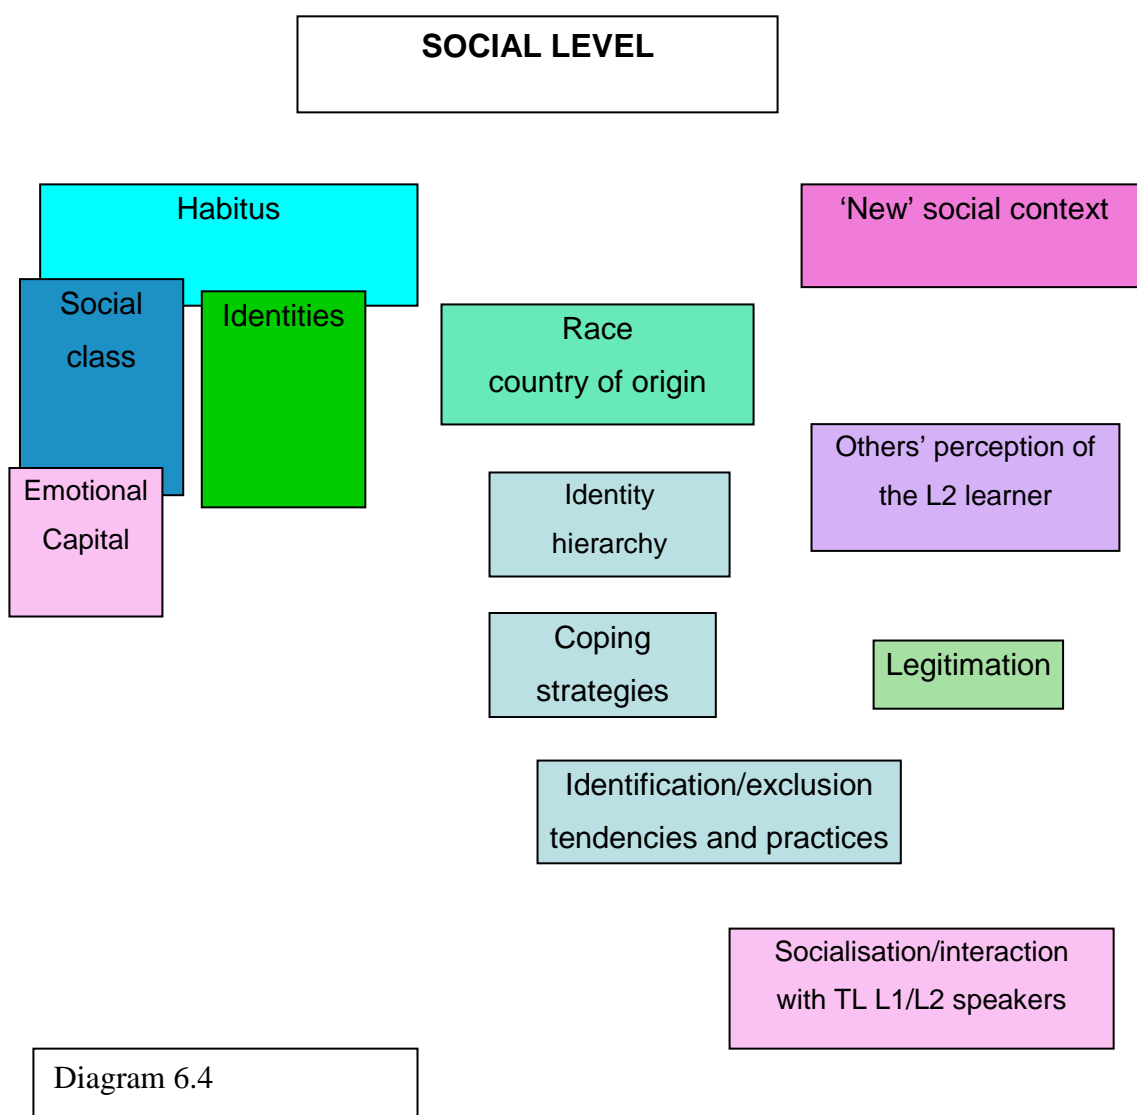 SOCIAL LEVEL
Habitus
‘New’ social context
Social
class
Identities
Race
country of origin
Others’ perception of
the L2 learner
Emotional
Capital
Identity
hierarchy
Coping
strategies
Legitimation
Identification/exclusion
tendencies and practices
Socialisation/interaction
with TL L1/L2 speakers
Diagram 6.4